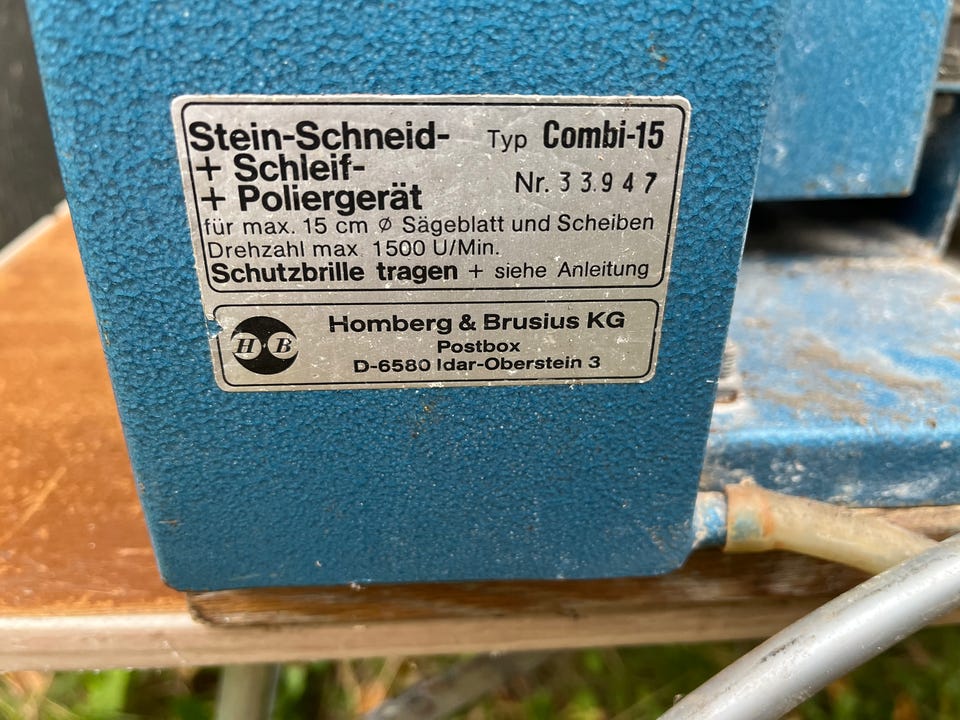 Stein-Schneid- Typ Combi-15
+ Schleif-
+ Poliergerät Nr. 33.947
für max. 15 cm ⌀ Sägeblatt und Scheiben
Drehzahl max. 1500 U/Min.
Schutzbrille tragen + siehe Anleitung
H B
Homberg & Brusius KG
Postbox
D-6580 Idar-Oberstein 3